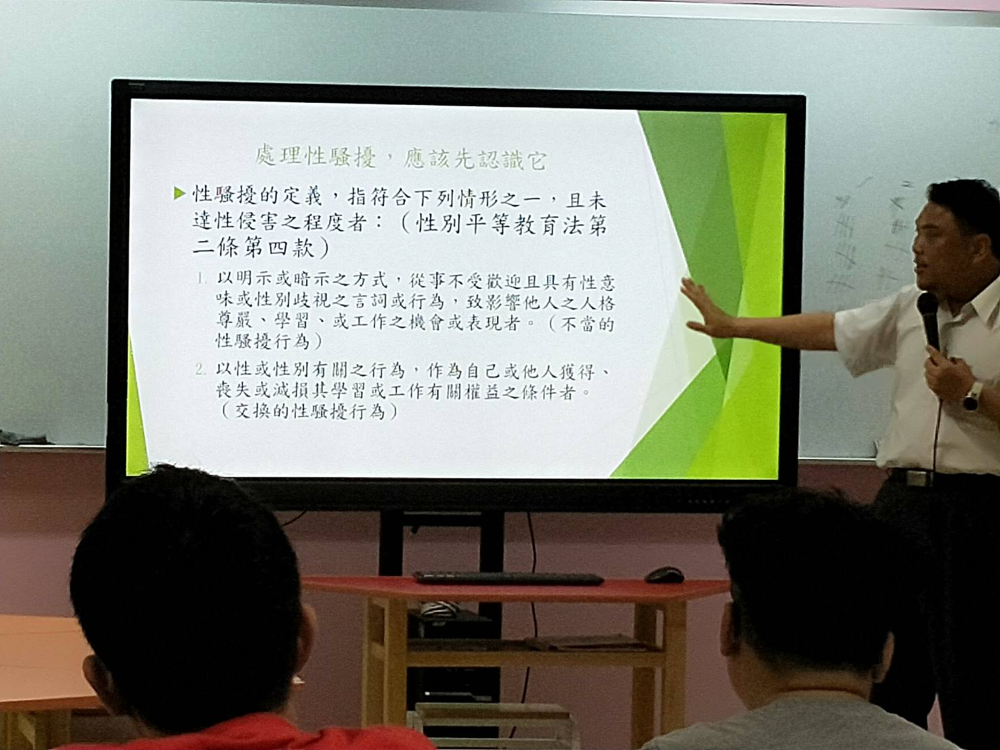 處理性騷擾，應該先認識它
性騷擾的定義，指符合下列情形之一，且未
達性侵害之程度者：（性別平等教育法第
二條第四款）
1. 以明示或暗示之方式，從事不受歡迎且具有性意
味或性別歧視之言詞或行為，致影響他人之人格
尊嚴、學習、或工作之機會或表現者。（不當的
性騷擾行為）
2. 以性或性別有關之行為，作為自己或他人獲得、
喪失或減損其學習或工作有關權益之條件者。
（交換的性騷擾行為）